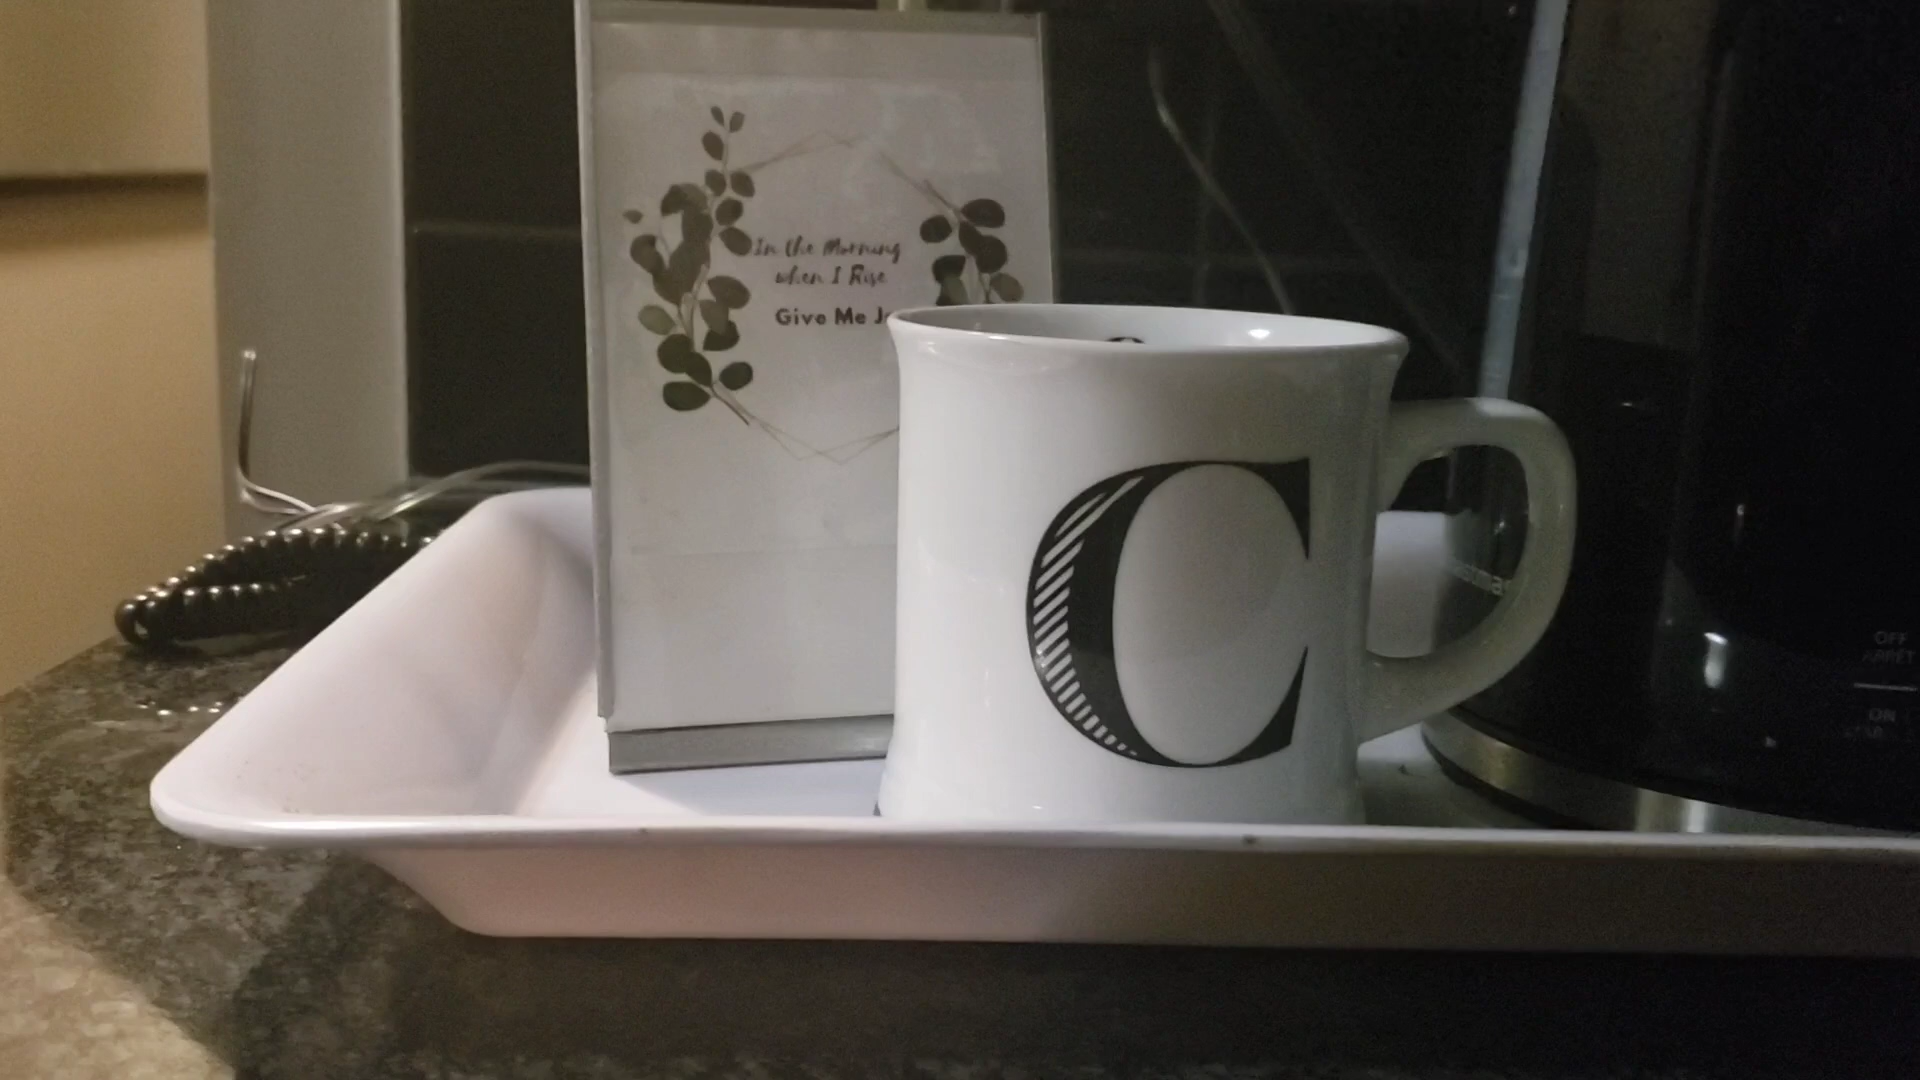 In the Morning
when I Rise
Give Me
C
OFF
ARRÊT
ON